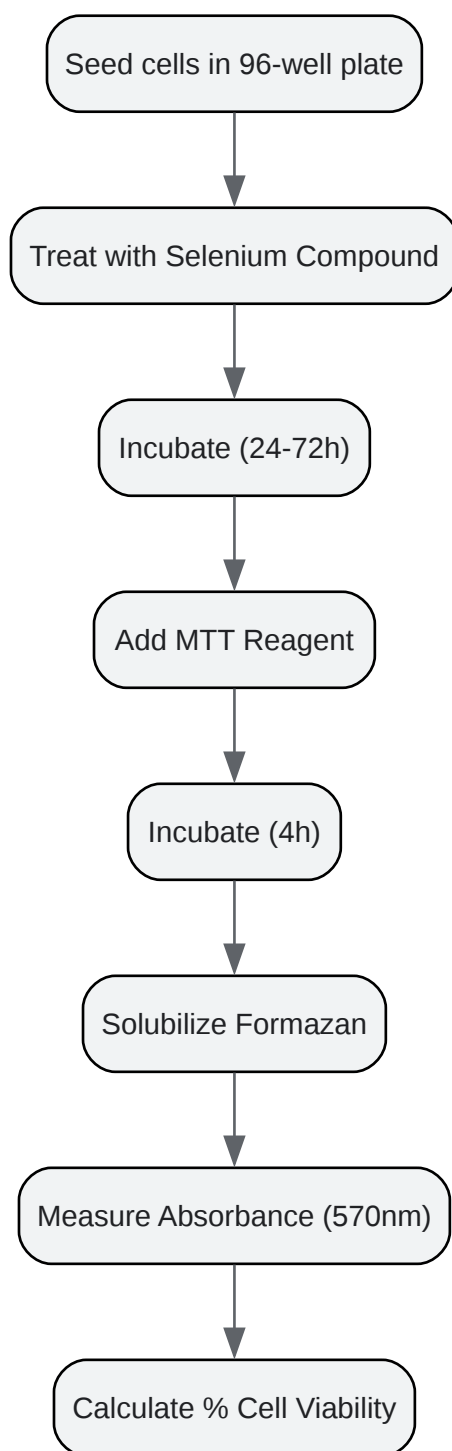 Seed cells in 96-well plate
Treat with Selenium Compound
Incubate (24-72h)
Add MTT Reagent
Incubate (4h)
Solubilize Formazan
Measure Absorbance (570nm)
Calculate % Cell Viability